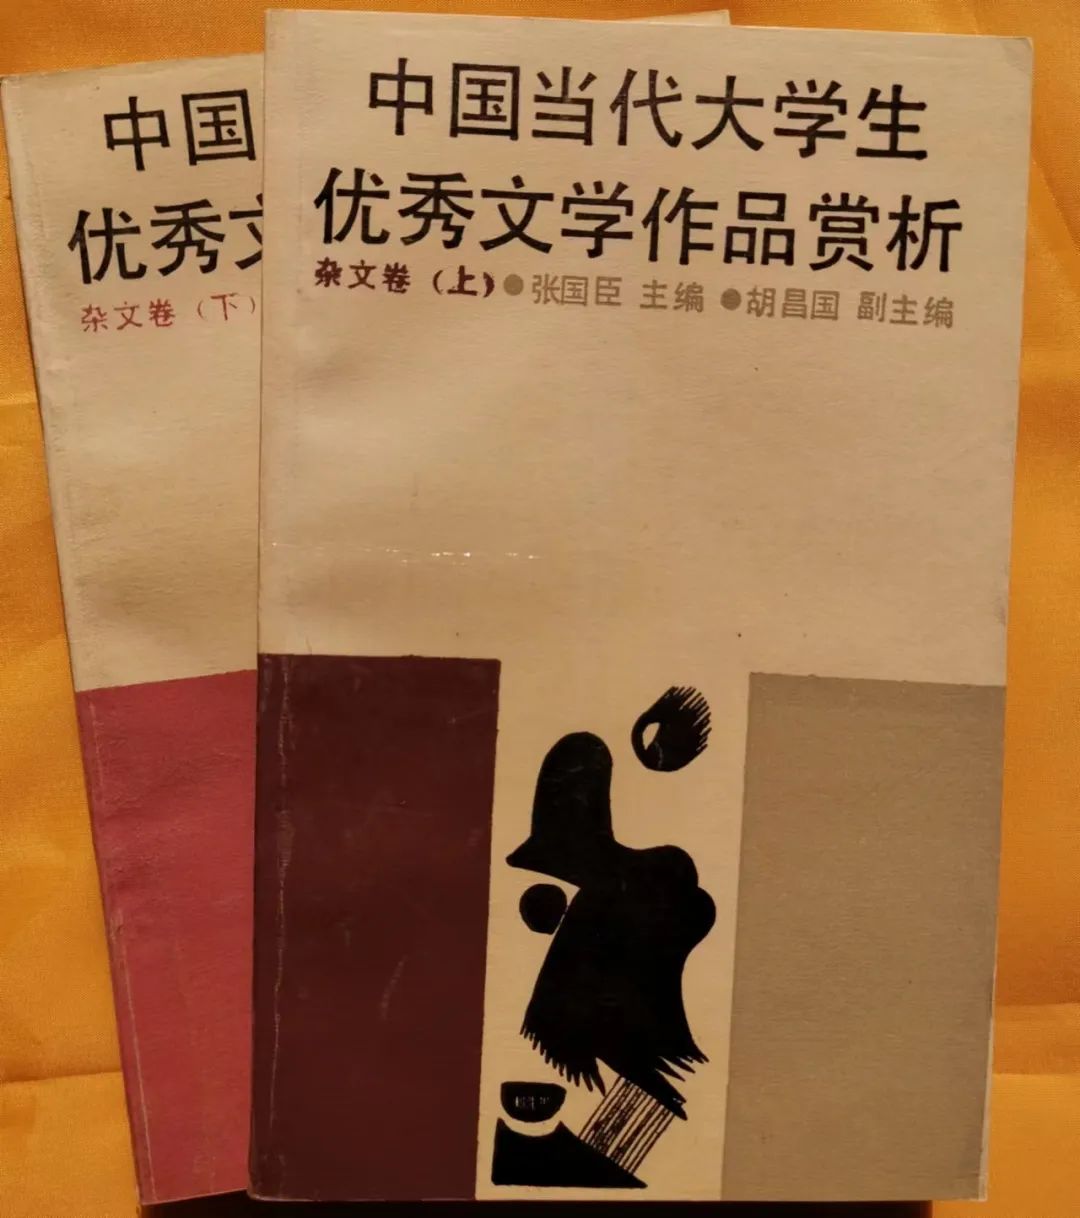 中国当代大学生
优秀文学作品赏析
杂文卷（上）●张国臣 主编 ●胡昌国 副主编
中国
优秀文
杂文卷（下）